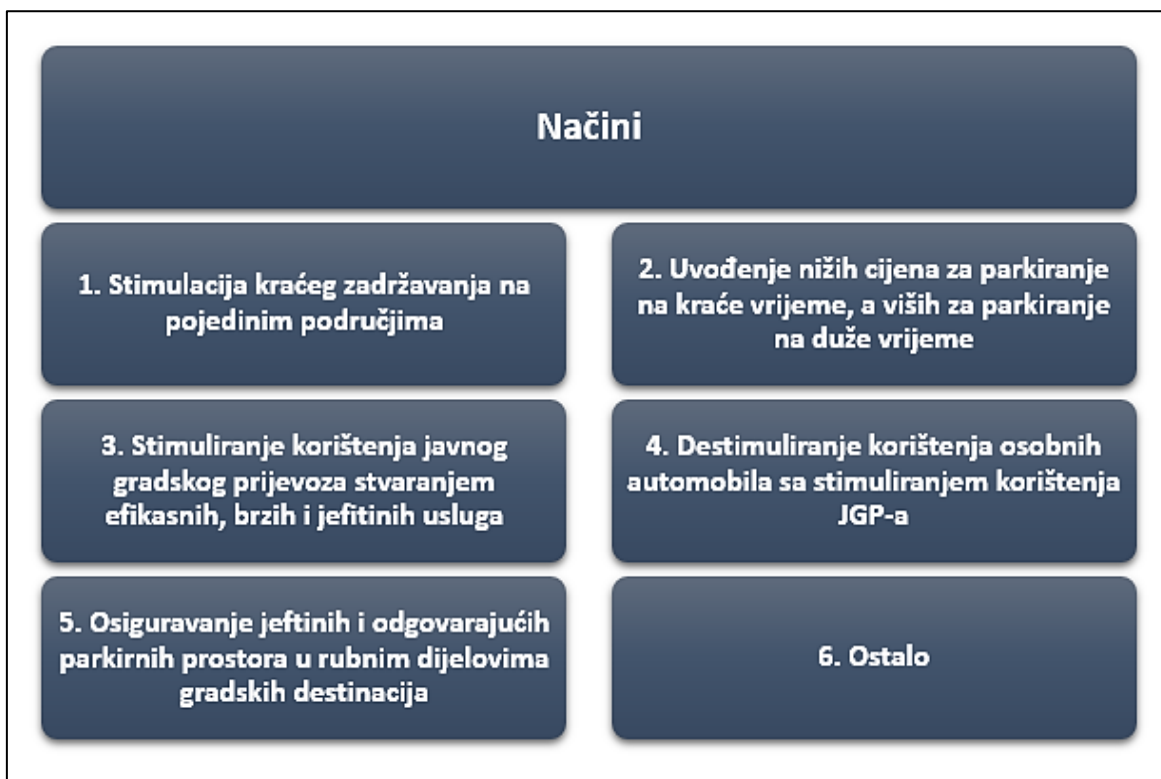 Načini
1. Stimulacija kraćeg zadržavanja na
pojedinim područjima
2. Uvođenje nižih cijena za parkiranje
na kraće vrijeme, a viših za parkiranje
na duže vrijeme
3. Stimuliranje korištenja javnog
gradskog prijevoza stvaranjem
efikasnih, brzih i jefitinih usluga
4. Destimuliranje korištenja osobnih
automobila sa stimuliranjem korištenja
JGP-a
5. Osiguravanje jeftinih i odgovarajućih
parkirnih prostora u rubnim dijelovima
gradskih destinacija
6. Ostalo